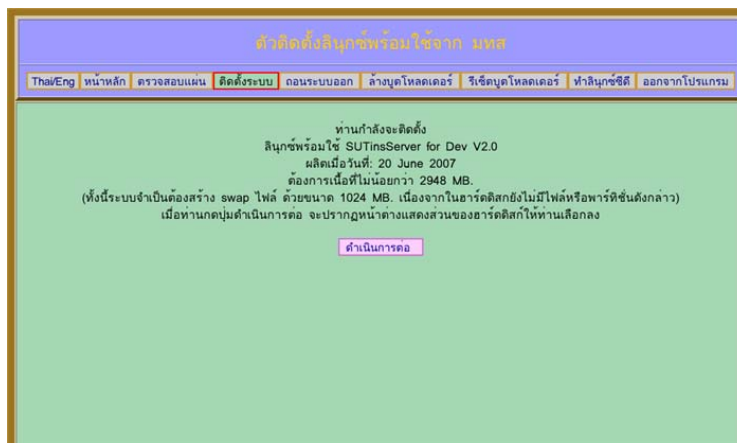 ตัวติดตั้งลินุกซ์พร้อมใช้จาก มทส
Thai/Eng หน้าหลัก ตรวจสอบแผ่น ติดตั้งระบบ ถอนระบบออก ล้างบูตโหลดเดอร์ รีเซ็ตบูตโหลดเดอร์ ทำลินุกซ์ซีดี ออกจากโปรแกรม
ท่านกำลังจะติดตั้ง
ลินุกซ์พร้อมใช้ SUTinsServer for Dev V2.0
ผลิตเมื่อวันที่: 20 June 2007
ต้องการเนื้อที่ไม่น้อยกว่า 2948 MB.
(ทั้งนี้ระบบจำเป็นต้องสร้าง swap ไฟล์ ด้วยขนาด 1024 MB. เนื่องจากในฮาร์ดดิสกยังไม่มีไฟล์หรือพาร์ทิชั่นดังกล่าว)
เมื่อท่านกดปุ่มดำเนินการต่อ จะปรากฏหน้าต่างแสดงส่วนของฮาร์ดดิสก์ให้ท่านเลือกลง
ดำเนินการต่อ